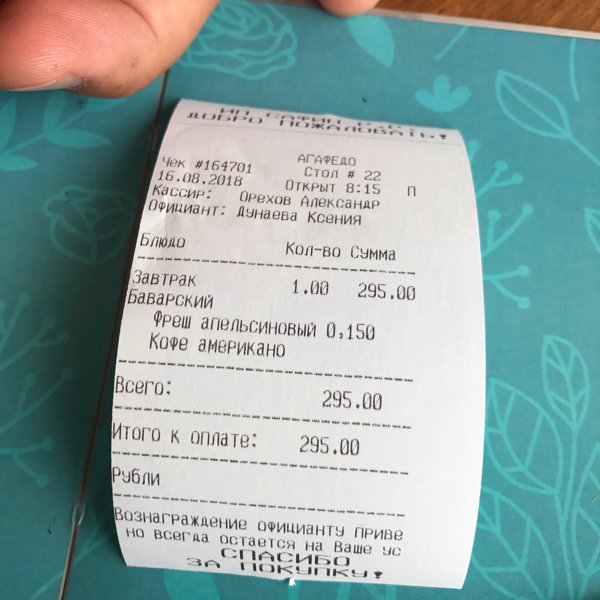 ИП САФИН Р.Р.
ДОБРО ПОЖАЛОВАТЬ!
АГАФЕДО
Чек #164701 Стол # 22
16.08.2018 Открыт 8:15 П
Кассир: Орехов Александр
Официант: Дунаева Ксения
Блюдо Кол-во Сумма
Завтрак 1.00 295.00
Баварский
Фреш апельсиновый 0,150
Кофе американо
Всего: 295.00
Итого к оплате: 295.00
Рубли
Вознаграждение официанту приве
но всегда остается на Ваше ус
СПАСИБО
ЗА ПОКУПКУ!